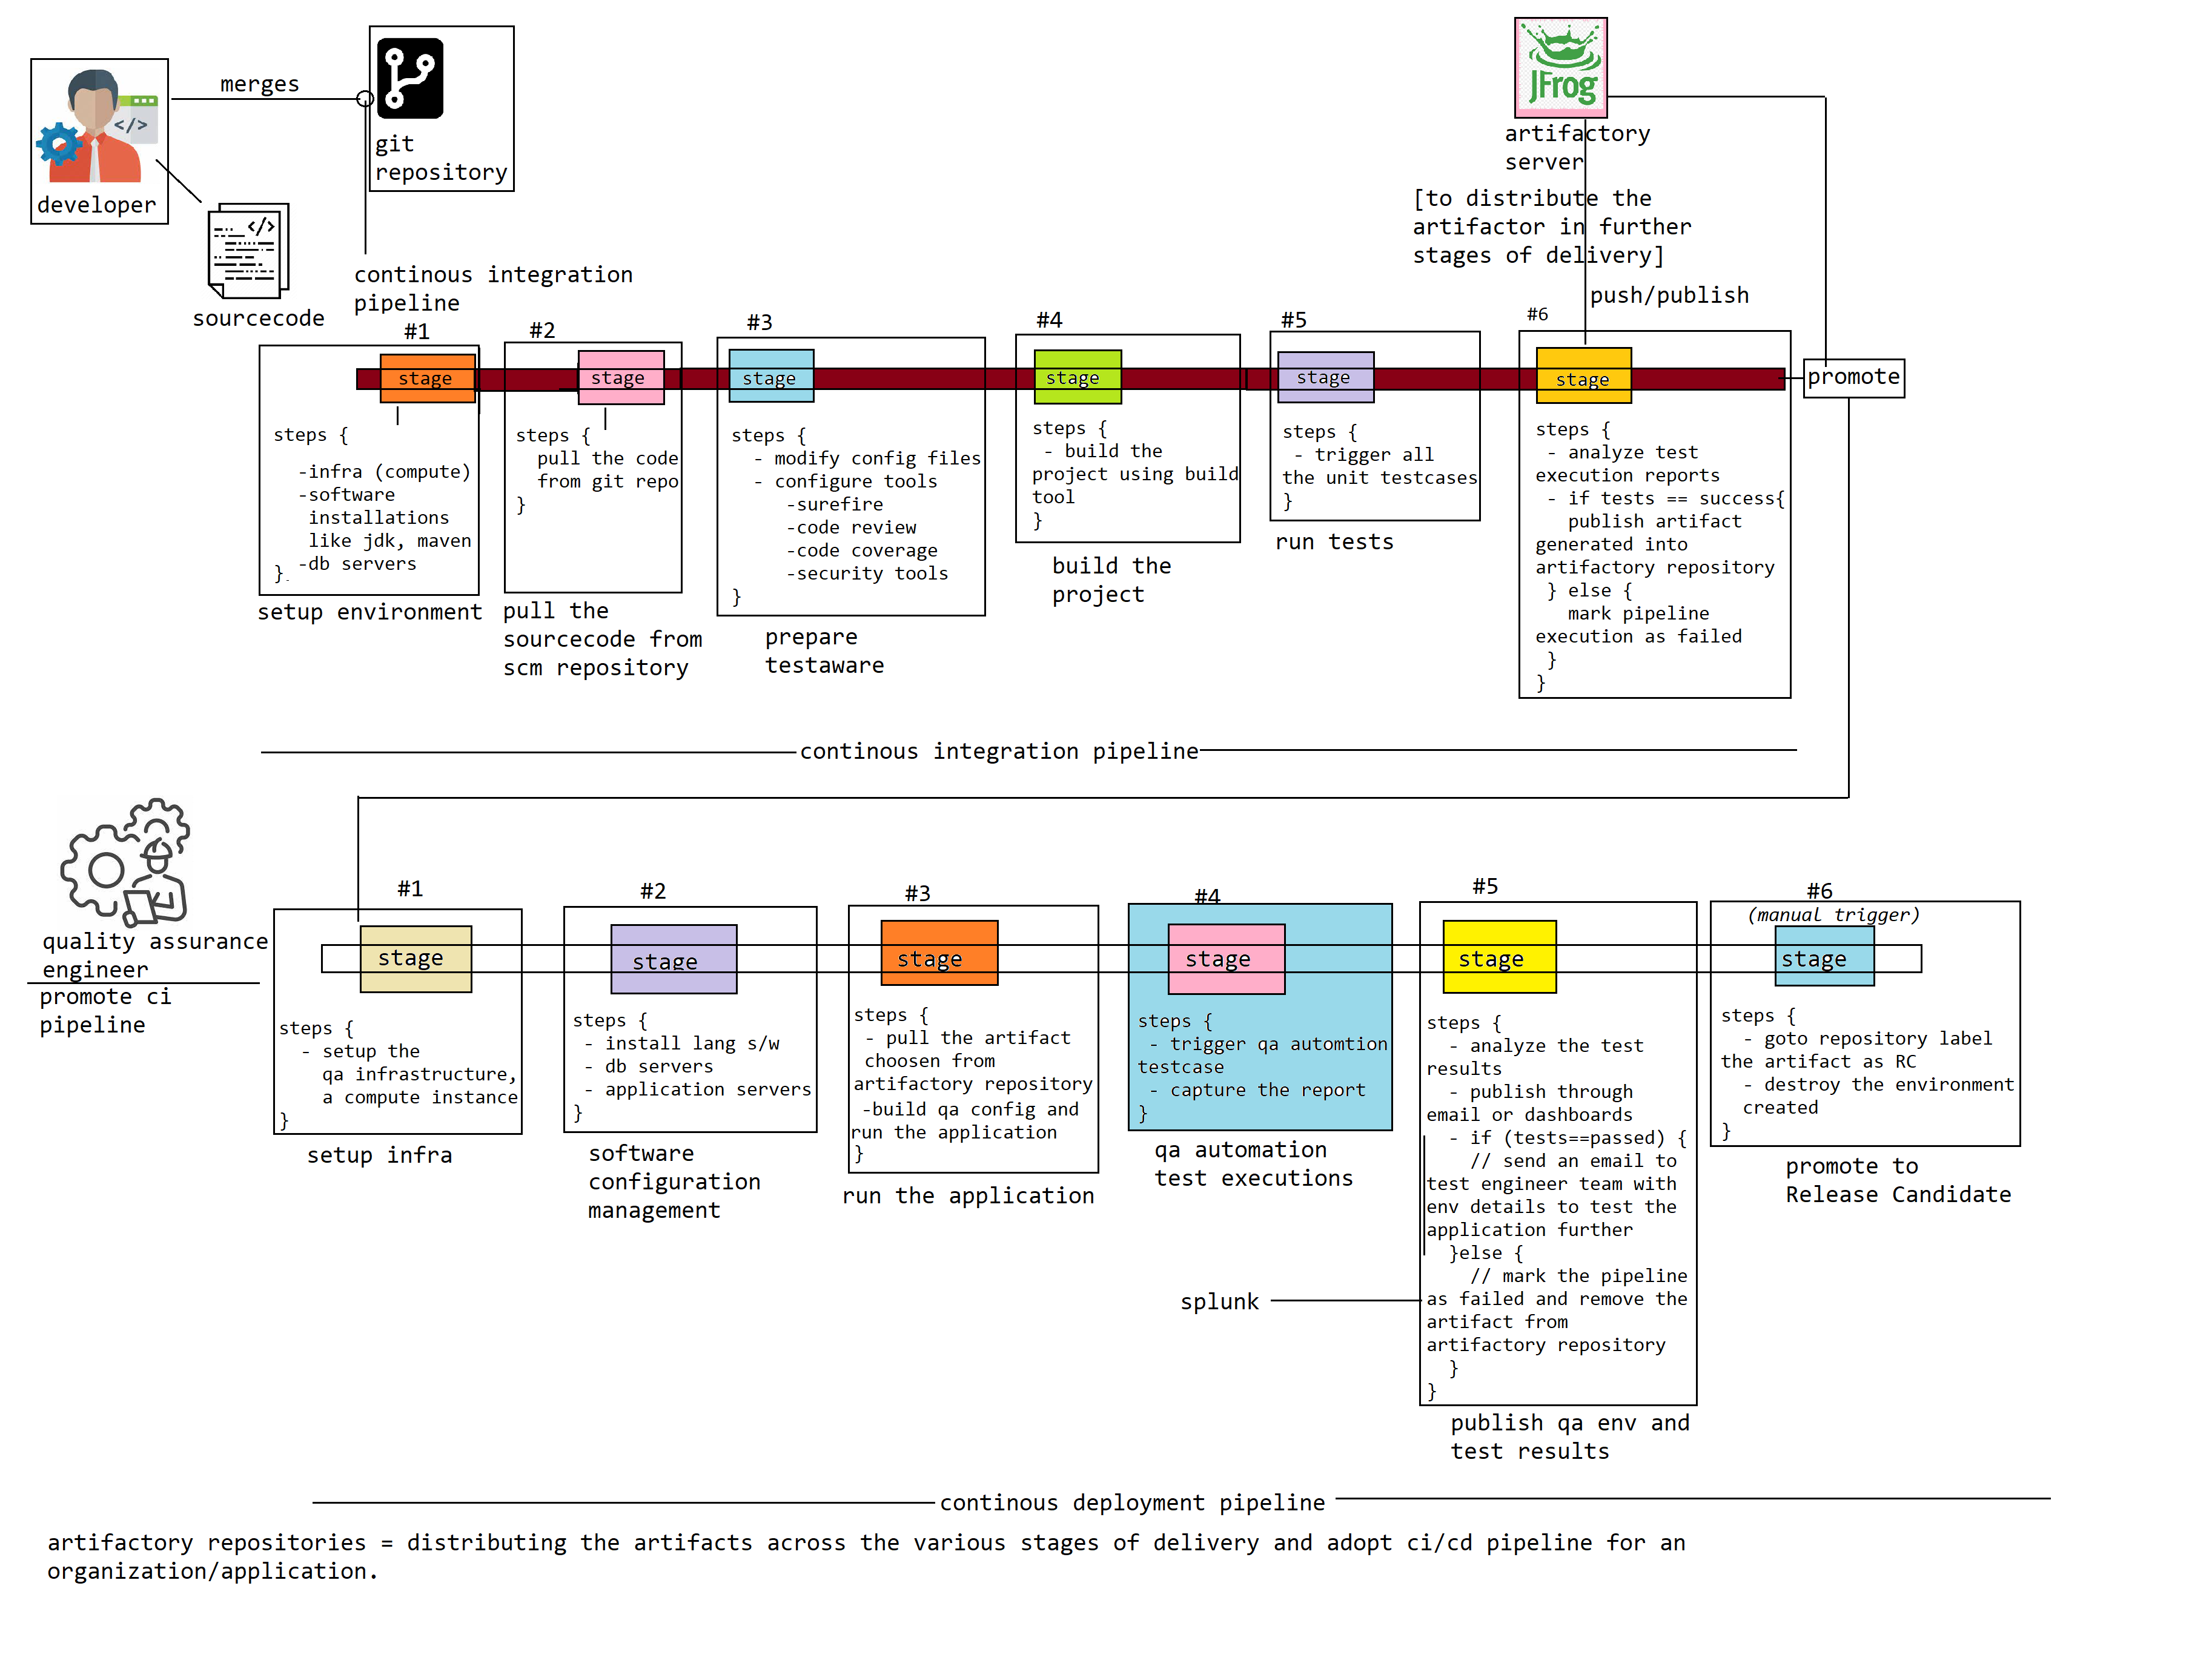 merges
git
repository
developer
sourcecode
continous integration
pipeline
JFrog
artifactory
server
[to distribute the
artifactor in further
stages of delivery]
push/publish
promote
#1
stage
steps {
-infra (compute)
-software
installations
like jdk, maven
-db servers
}
setup environment
#2
stage
steps {
pull the code
from git repo
}
pull the
sourcecode from
scm repository
#3
stage
steps {
- modify config files
- configure tools
-surefire
-code review
-code coverage
-security tools
}
prepare
testaware
#4
stage
steps {
- build the
project using build
tool
}
build the
project
#5
stage
steps {
- trigger all
the unit testcases
}
run tests
#6
stage
steps {
- analyze test
execution reports
- if tests == success{
publish artifact
generated into
artifactory repository
} else {
mark pipeline
execution as failed
}
}
continous integration pipeline
quality assurance
engineer
promote ci
pipeline
#1
stage
steps {
- setup the
qa infrastructure,
a compute instance
}
setup infra
#2
stage
steps {
- install lang s/w
- db servers
- application servers
}
software
configuration
management
#3
stage
steps {
- pull the artifact
choosen from
artifactory repository
-build qa config and
run the application
}
run the application
#4
stage
steps {
- trigger qa automtion
testcase
- capture the report
}
qa automation
test executions
#5
stage
steps {
- analyze the test
results
- publish through
email or dashboards
- if (tests==passed) {
// send an email to
test engineer team with
env details to test the
application further
}else {
// mark the pipeline
as failed and remove the
artifact from
artifactory repository
}
}
splunk
publish qa env and
test results
#6
(manual trigger)
stage
steps {
- goto repository label
the artifact as RC
- destroy the environment
created
}
promote to
Release Candidate
continous deployment pipeline
artifactory repositories = distributing the artifacts across the various stages of delivery and adopt ci/cd pipeline for an
organization/application.